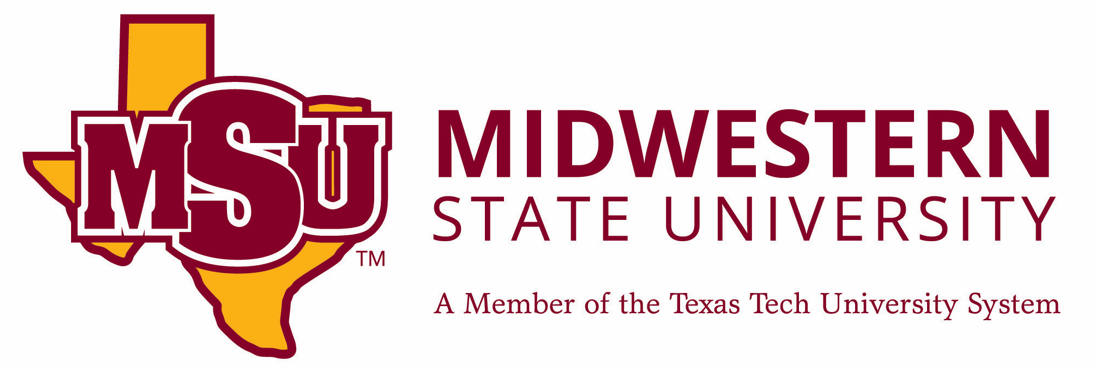 MSU
TM
MIDWESTERN
STATE UNIVERSITY
A Member of the Texas Tech University System